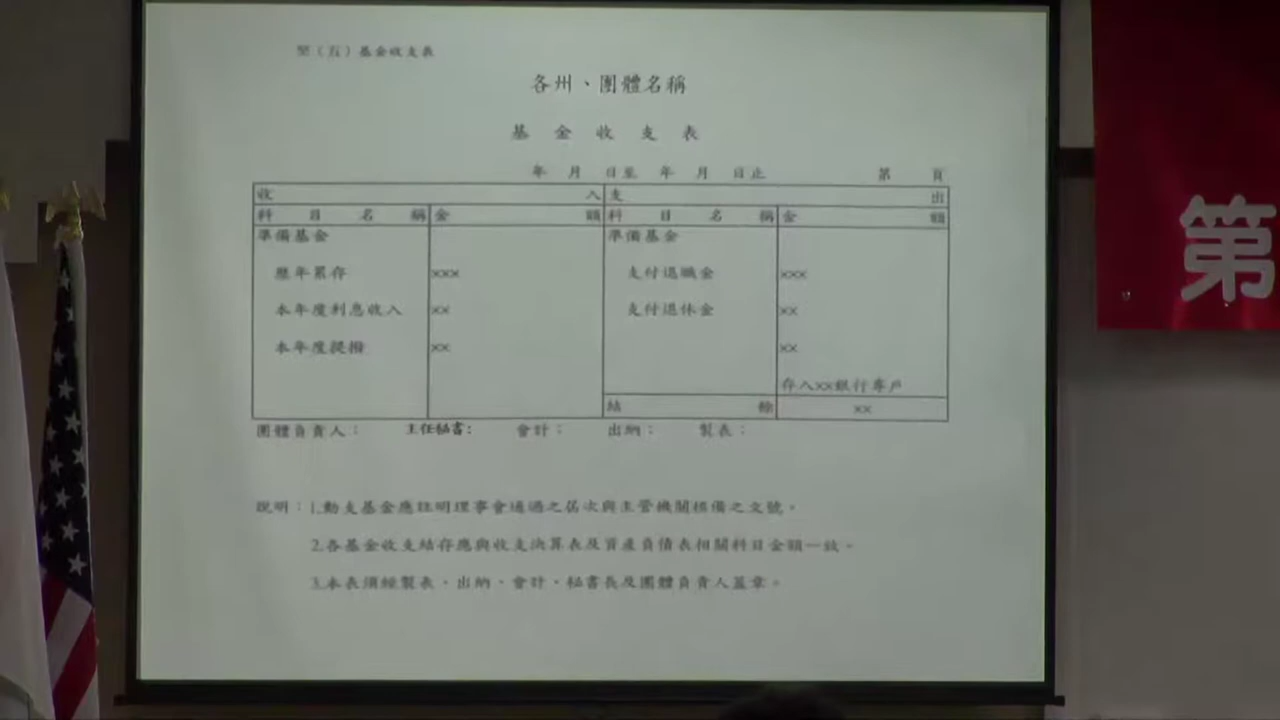 (五)基金收支表
各州、團體名稱
基 金 收 支 表
年 月 日至 年 月 日止 第 頁
收 入 支 出
科 目 名 稱 金 額 科 目 名 稱 金 額
準備基金 準備基金
歷年累存 xxx 支付退職金 xxx
本年度利息收入 xx 支付退休金 xx
本年度提撥 xx xx
存入xx銀行專戶
結 餘 xx
團體負責人： 主任秘書： 會計： 出納： 製表：
說明：1.動支基金應註明理事會通過之屆次與主管機關核備之文號。
2.各基金收支結存應與收支決算表及資產負債表相關科目金額一致。
3.本表須經製表、出納、會計、秘書長及團體負責人蓋章。
第